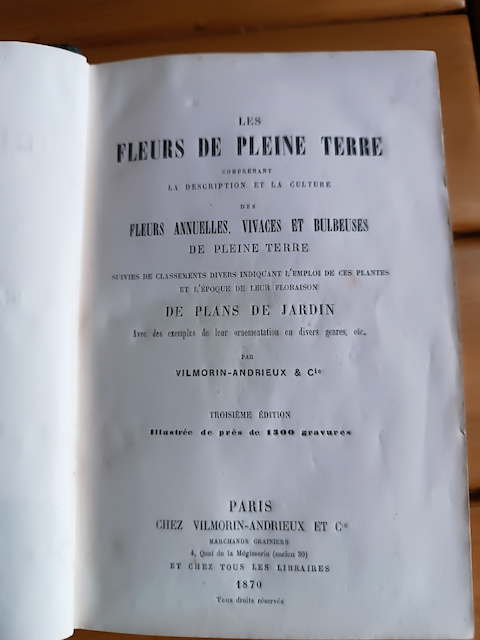 LES
FLEURS DE PLEINE TERRE
COMPRENANT
LA DESCRIPTION ET LA CULTURE
DES
FLEURS ANNUELLES, VIVACES ET BULBEUSES
DE PLEINE TERRE
SUIVIES DE CLASSEMENTS DIVERS INDIQUANT L'EMPLOI DE CES PLANTES
ET L'ÉPOQUE DE LEUR FLORAISON
DE PLANS DE JARDIN
Avec des exemples de leur ornementation en divers genres, etc.
PAR
VILMORIN-ANDRIEUX & Cie
TROISIÈME ÉDITION
Illustrée de près de 1300 gravures
PARIS
CHEZ VILMORIN-ANDRIEUX ET Cie
MARCHANDS GRAINIERS
4, Quai de la Mégisserie (ancien 30)
ET CHEZ TOUS LES LIBRAIRES
1870
Tous droits réservés